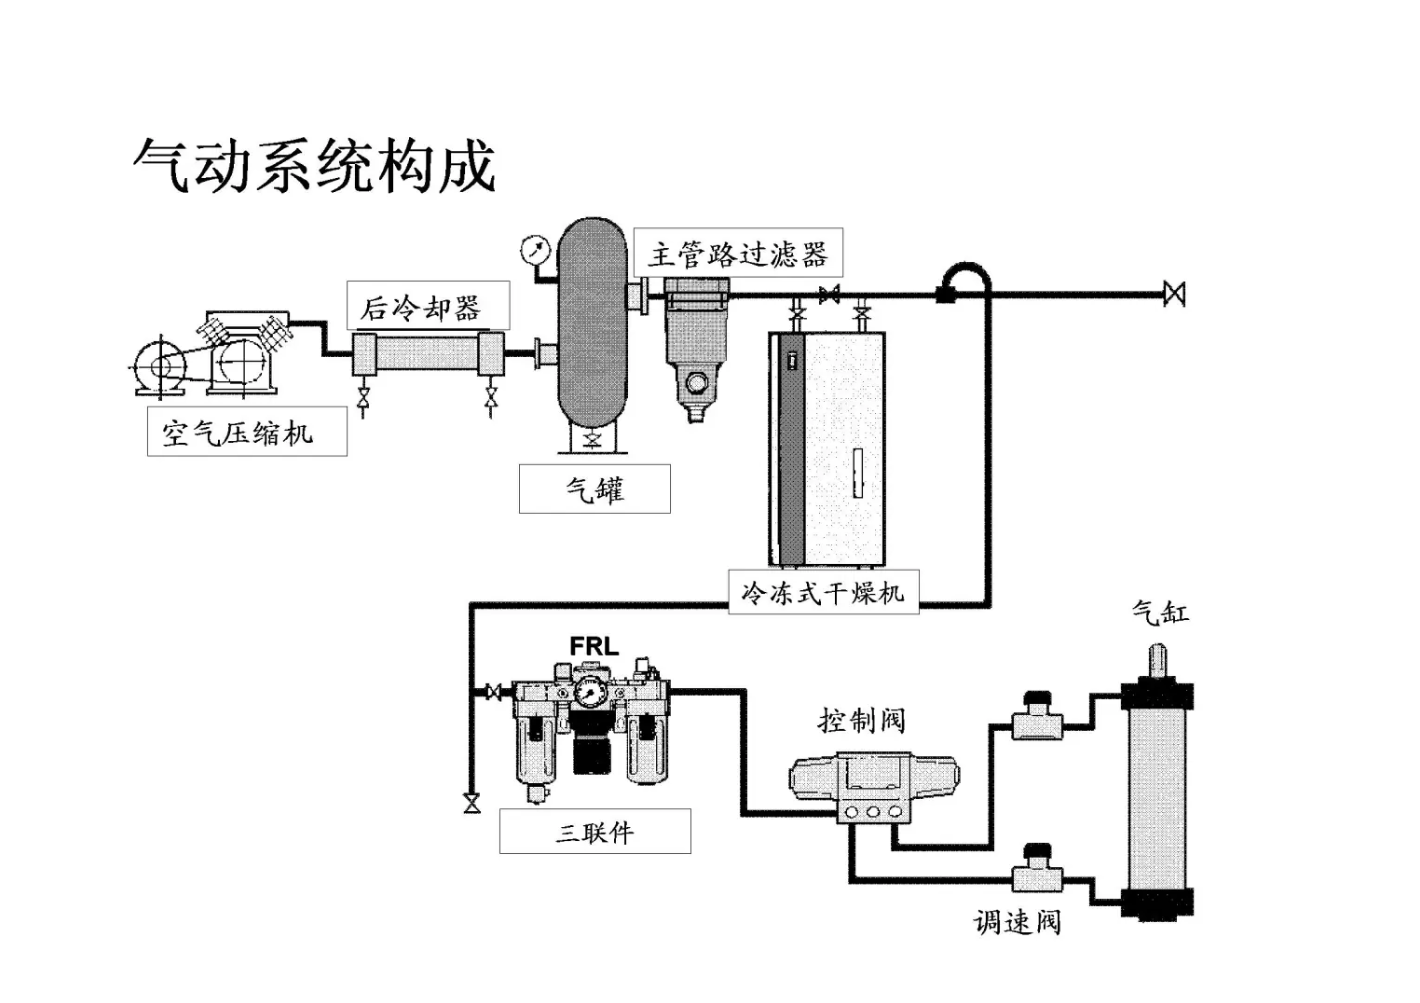 气动系统构成
主管路过滤器
后冷却器
空气压缩机
气罐
冷冻式干燥机
气缸
FRL
控制阀
三联件
调速阀